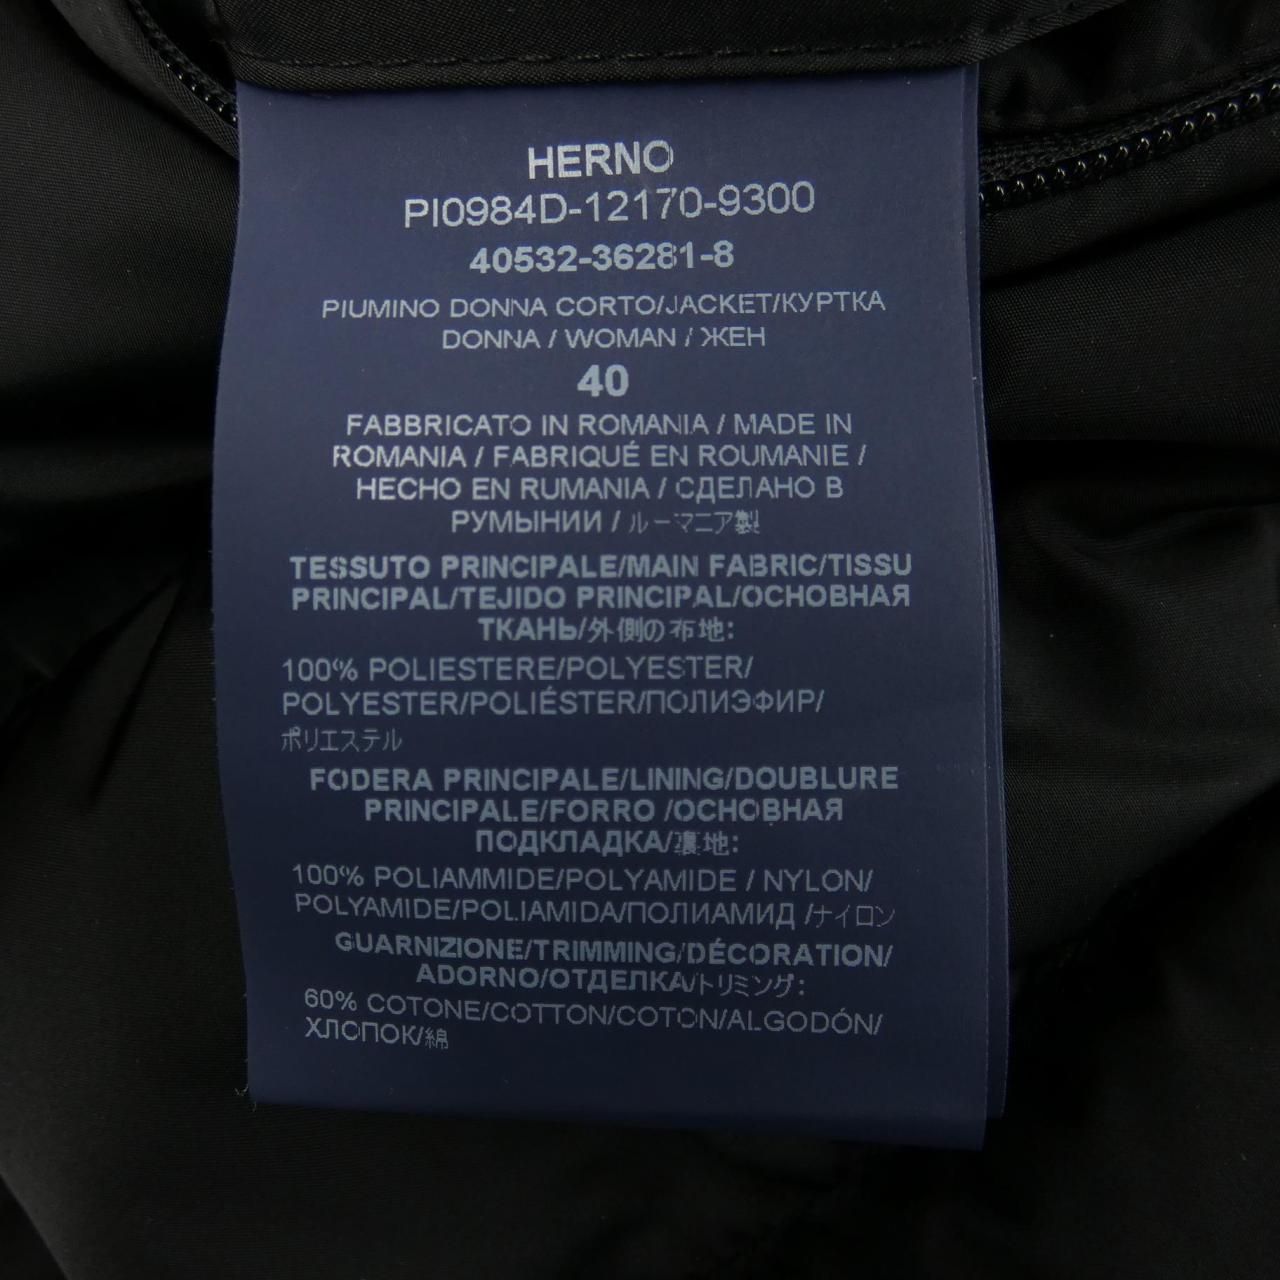 HERNO
PI0984D-12170-9300
40532-36281-8
PIUMINO DONNA CORTO/JACKET/КУРТКА
DONNA / WOMAN / ЖЕН
40
FABBRICATO IN ROMANIA / MADE IN
ROMANIA / FABRIQUÉ EN ROUMANIE /
HECHO EN RUMANIA / СДЕЛАНО В
РУМЫНИИ / ルーマニア製
TESSUTO PRINCIPALE/MAIN FABRIC/TISSU
PRINCIPAL/TEJIDO PRINCIPAL/ОСНОВНАЯ
ТКАНЬ/外側の布地:
100% POLIESTERE/POLYESTER/
POLYESTER/POLIÉSTER/ПОЛИЭФИР/
ポリエステル
FODERA PRINCIPALE/LINING/DOUBLURE
PRINCIPALE/FORRO /ОСНОВНАЯ
ПОДКЛАДКА/裏地:
100% POLIAMMIDE/POLYAMIDE / NYLON/
POLYAMIDE/POLIAMIDA/ПОЛИАМИД /ナイロン
GUARNIZIONE/TRIMMING/DÉCORATION/
ADORNO/ОТДЕЛКА/トリミング:
60% COTONE/COTTON/COTON/ALGODÓN/
ХЛОПОК/綿